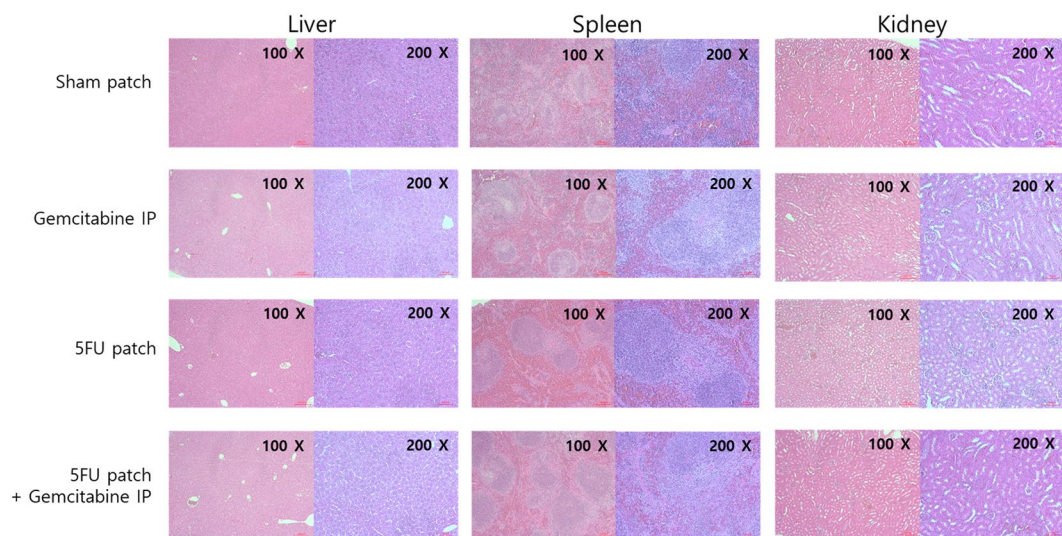 Liver Spleen Kidney
Sham patch 100 X 200 X 100 X 200 X 100 X 200 X
Gemcitabine IP 100 X 200 X 100 X 200 X 100 X 200 X
5FU patch 100 X 200 X 100 X 200 X 100 X 200 X
5FU patch
+ Gemcitabine IP 100 X 200 X 100 X 200 X 100 X 200 X